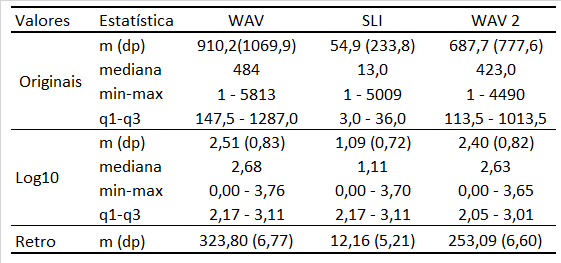 Valores Estatística WAV SLI WAV 2
Originais m (dp) 910,2(1069,9) 54,9 (233,8) 687,7 (777,6)
mediana 484 13,0 423,0
min-max 1 - 5813 1 - 5009 1 - 4490
q1-q3 147,5 - 1287,0 3,0 - 36,0 113,5 - 1013,5
Log10 m (dp) 2,51 (0,83) 1,09 (0,72) 2,40 (0,82)
mediana 2,68 1,11 2,63
min-max 0,00 - 3,76 0,00 - 3,70 0,00 - 3,65
q1-q3 2,17 - 3,11 2,17 - 3,11 2,05 - 3,01
Retro m (dp) 323,80 (6,77) 12,16 (5,21) 253,09 (6,60)